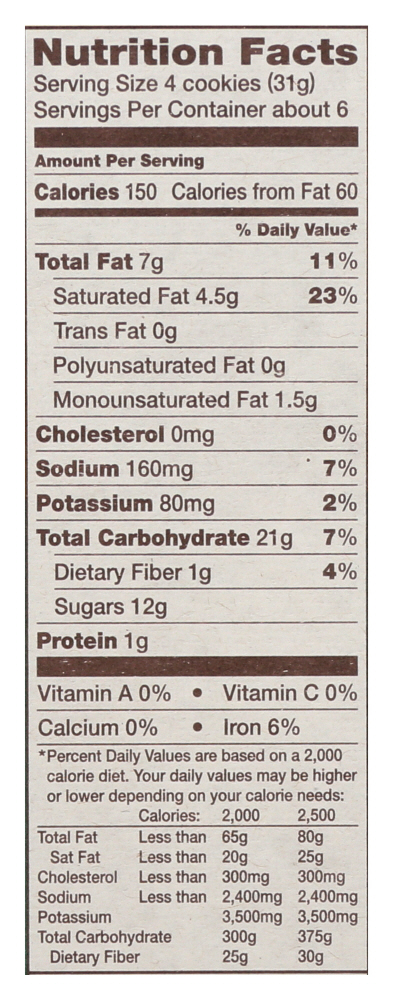 Nutrition Facts
Serving Size 4 cookies (31g)
Servings Per Container about 6
Amount Per Serving
Calories 150 Calories from Fat 60
% Daily Value*
Total Fat 7g 11%
Saturated Fat 4.5g 23%
Trans Fat 0g
Polyunsaturated Fat 0g
Monounsaturated Fat 1.5g
Cholesterol 0mg 0%
Sodium 160mg 7%
Potassium 80mg 2%
Total Carbohydrate 21g 7%
Dietary Fiber 1g 4%
Sugars 12g
Protein 1g
Vitamin A 0% • Vitamin C 0%
Calcium 0% • Iron 6%
*Percent Daily Values are based on a 2,000
calorie diet. Your daily values may be higher
or lower depending on your calorie needs:
Calories: 2,000 2,500
Total Fat Less than 65g 80g
Sat Fat Less than 20g 25g
Cholesterol Less than 300mg 300mg
Sodium Less than 2,400mg 2,400mg
Potassium 3,500mg 3,500mg
Total Carbohydrate 300g 375g
Dietary Fiber 25g 30g